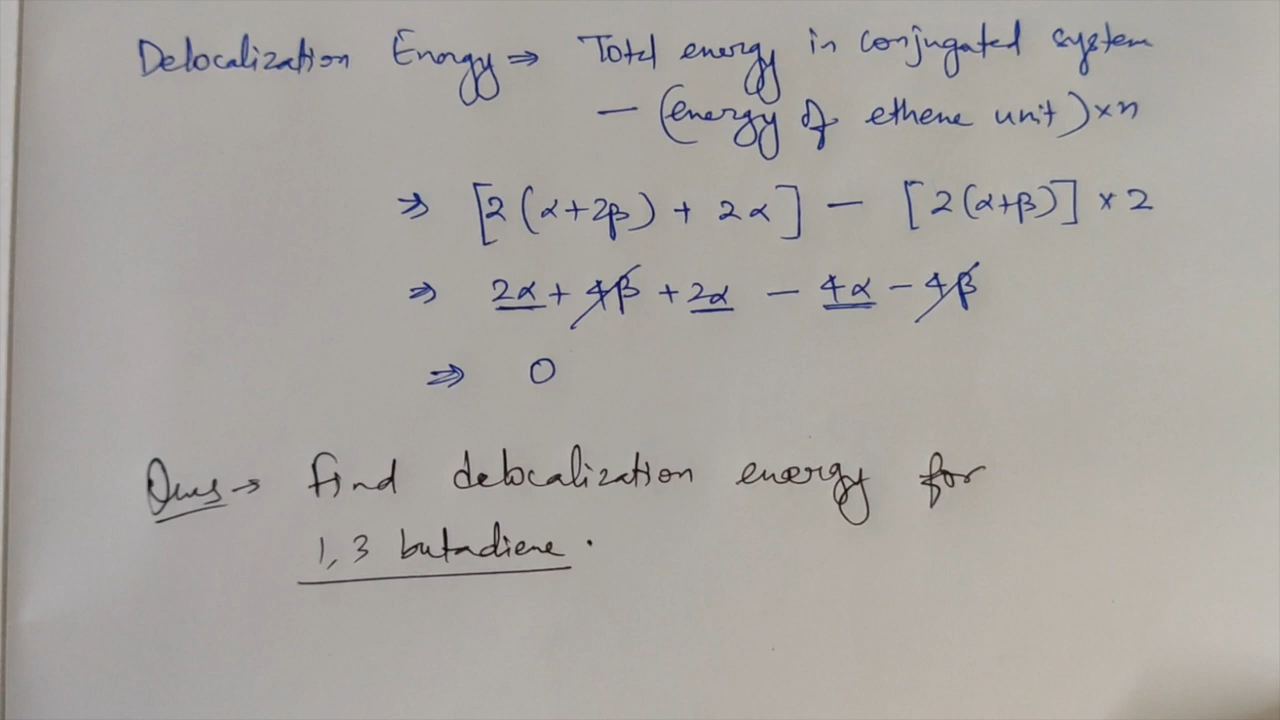 Delocalization Energy ⇒ Total energy in conjugated system
— (energy of ethene unit) × n
⇒ [2(α+2β) + 2α] — [2(α+β)] × 2
⇒ 2α + 4β + 2α — 4α — 4β
⇒ 0
Ques → find delocalization energy for
1, 3 butadiene .